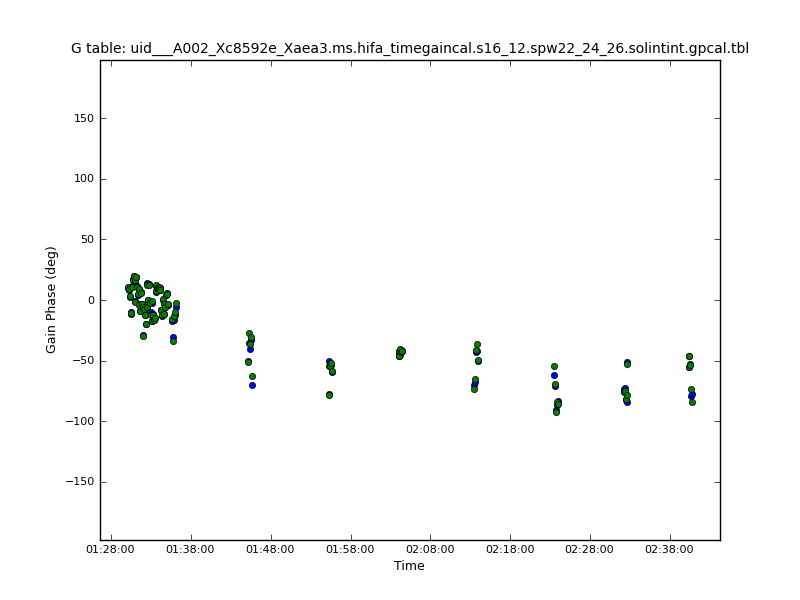 G table: uid___A002_Xc8592e_Xaea3.ms.hifa_timegaincal.s16_12.spw22_24_26.solintint.gpcal.tbl
150
100
50
0
−50
−100
−150
Gain Phase (deg)
01:28:00 01:38:00 01:48:00 01:58:00 02:08:00 02:18:00 02:28:00 02:38:00
Time